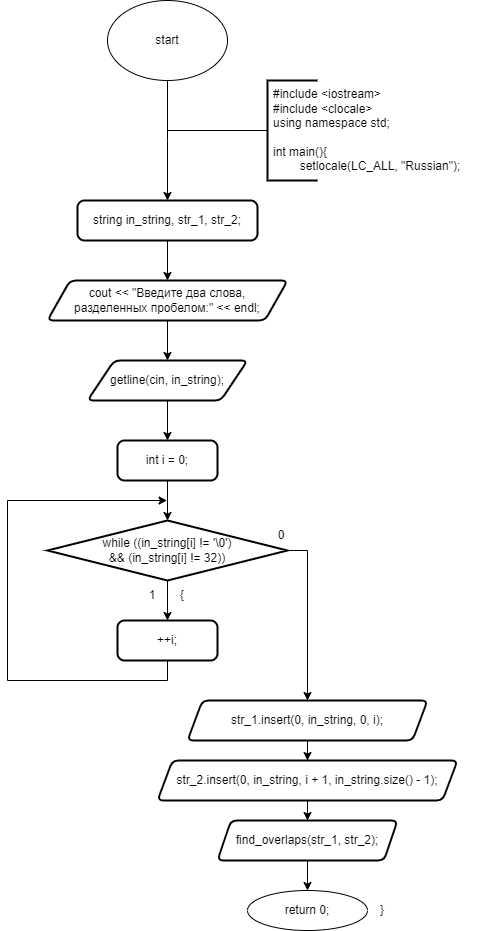 start
#include <iostream>
#include <clocale>
using namespace std;
int main(){
setlocale(LC_ALL, "Russian");
string in_string, str_1, str_2;
cout << "Введите два слова,
разделенных пробелом:" << endl;
getline(cin, in_string);
int i = 0;
while ((in_string[i] != '\0')
&& (in_string[i] != 32))
0
1 {
++i;
str_1.insert(0, in_string, 0, i);
str_2.insert(0, in_string, i + 1, in_string.size() - 1);
find_overlaps(str_1, str_2);
return 0; }